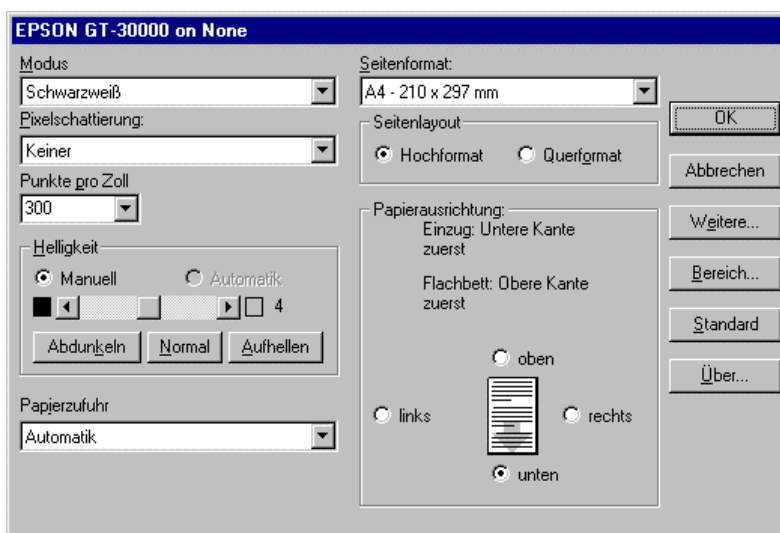 EPSON GT-30000 on None
Modus
Schwarzweiß
Pixelschattierung:
Keiner
Punkte pro Zoll
300
Helligkeit
Manuell
Automatik
4
Abdunkeln
Normal
Aufhellen
Papierzufuhr
Automatik
Seitenformat:
A4 - 210 x 297 mm
Seitenlayout
Hochformat
Querformat
Papierausrichtung:
Einzug: Untere Kante
zuerst
Flachbett: Obere Kante
zuerst
oben
links
rechts
unten
OK
Abbrechen
Weitere...
Bereich...
Standard
Über...